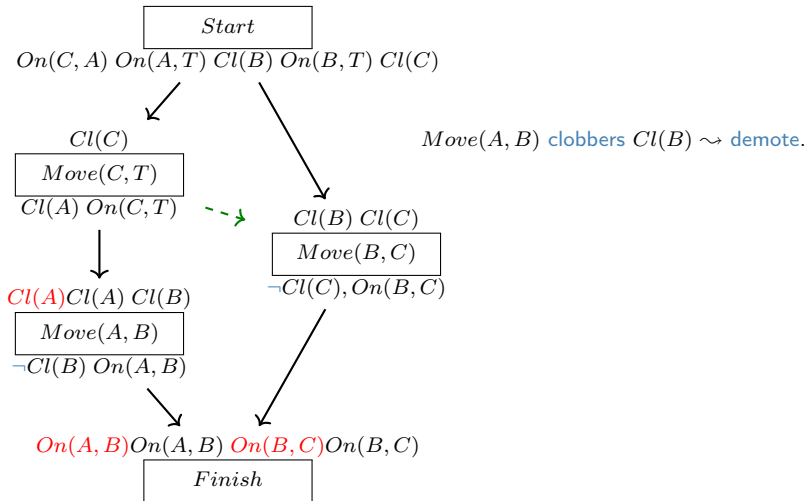 Start
On(C, A) On(A, T) Cl(B) On(B, T) Cl(C)
Cl(C)
Move(C, T)
Cl(A) On(C, T)
Move(A, B) clobbers Cl(B) ⇝ demote.
Cl(B) Cl(C)
Move(B, C)
¬Cl(C), On(B, C)
Cl(A)Cl(A) Cl(B)
Move(A, B)
¬Cl(B) On(A, B)
On(A, B)On(A, B) On(B, C)On(B, C)
Finish